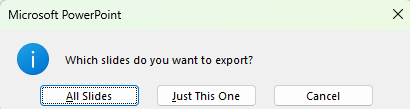 Microsoft PowerPoint
Which slides do you want to export?
All Slides
Just This One
Cancel